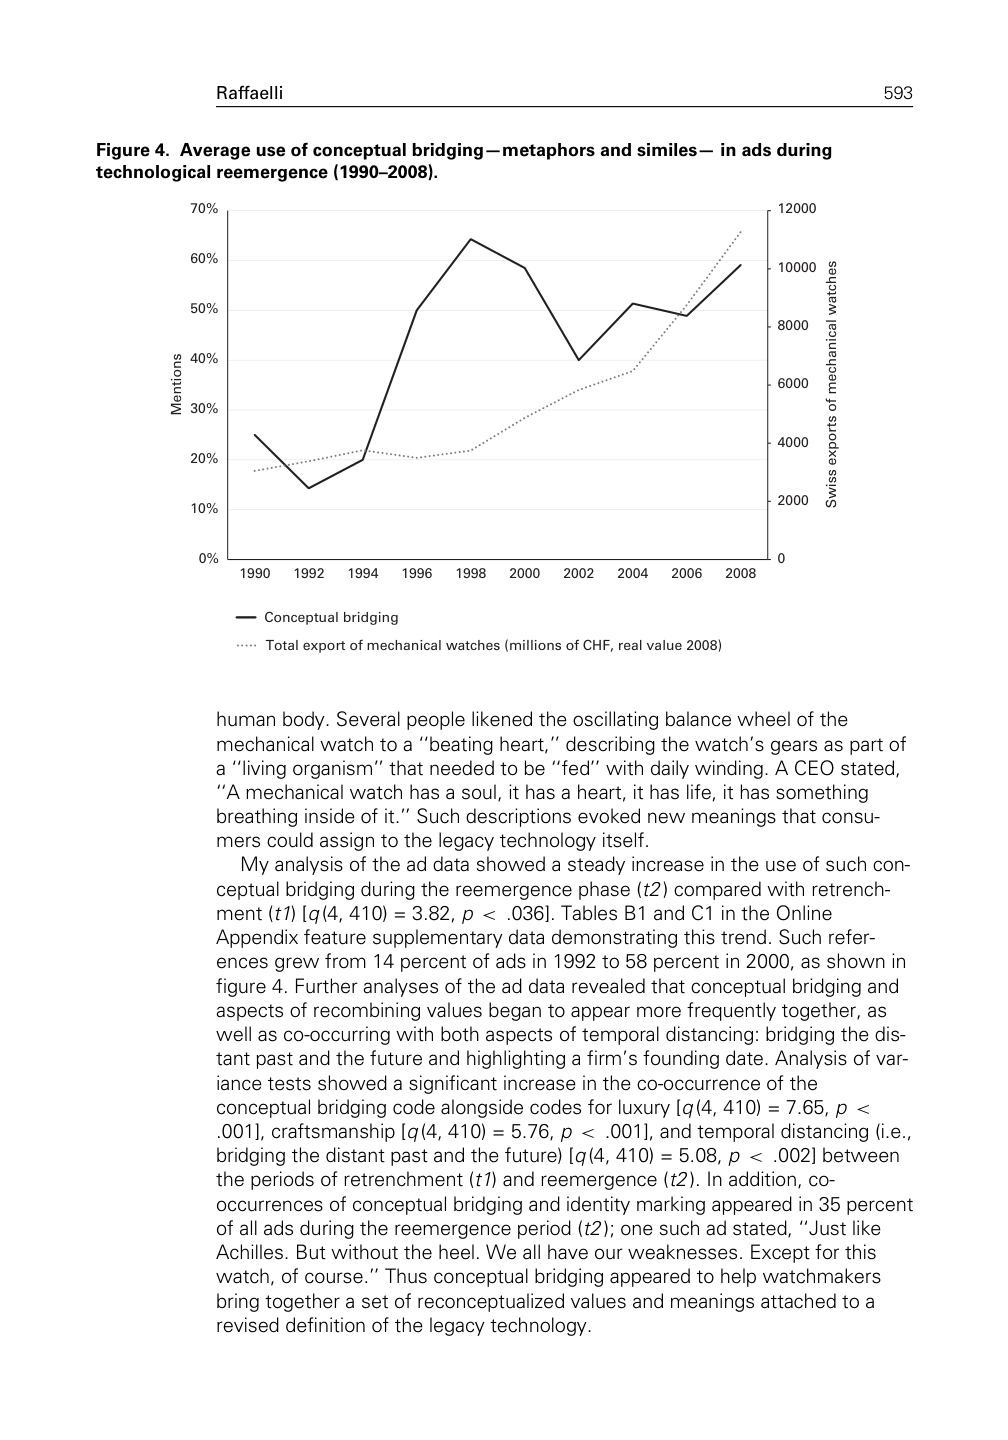 Raffaelli 593
Figure 4. Average use of conceptual bridging—metaphors and similes— in ads during
technological reemergence (1990–2008).
70%
60%
50%
40%
30%
20%
10%
0%
Mentions
12000
10000
8000
6000
4000
2000
0
Swiss exports of mechanical watches
1990 1992 1994 1996 1998 2000 2002 2004 2006 2008
Conceptual bridging
Total export of mechanical watches (millions of CHF, real value 2008)
human body. Several people likened the oscillating balance wheel of the
mechanical watch to a ‘‘beating heart,’’ describing the watch’s gears as part of
a ‘‘living organism’’ that needed to be ‘‘fed’’ with daily winding. A CEO stated,
‘‘A mechanical watch has a soul, it has a heart, it has life, it has something
breathing inside of it.’’ Such descriptions evoked new meanings that consu-
mers could assign to the legacy technology itself.
My analysis of the ad data showed a steady increase in the use of such con-
ceptual bridging during the reemergence phase (t2) compared with retrench-
ment (t1) [q(4, 410) = 3.82, p < .036]. Tables B1 and C1 in the Online
Appendix feature supplementary data demonstrating this trend. Such refer-
ences grew from 14 percent of ads in 1992 to 58 percent in 2000, as shown in
figure 4. Further analyses of the ad data revealed that conceptual bridging and
aspects of recombining values began to appear more frequently together, as
well as co-occurring with both aspects of temporal distancing: bridging the dis-
tant past and the future and highlighting a firm’s founding date. Analysis of var-
iance tests showed a significant increase in the co-occurrence of the
conceptual bridging code alongside codes for luxury [q(4, 410) = 7.65, p <
.001], craftsmanship [q(4, 410) = 5.76, p < .001], and temporal distancing (i.e.,
bridging the distant past and the future) [q(4, 410) = 5.08, p < .002] between
the periods of retrenchment (t1) and reemergence (t2). In addition, co-
occurrences of conceptual bridging and identity marking appeared in 35 percent
of all ads during the reemergence period (t2); one such ad stated, ‘‘Just like
Achilles. But without the heel. We all have our weaknesses. Except for this
watch, of course.’’ Thus conceptual bridging appeared to help watchmakers
bring together a set of reconceptualized values and meanings attached to a
revised definition of the legacy technology.